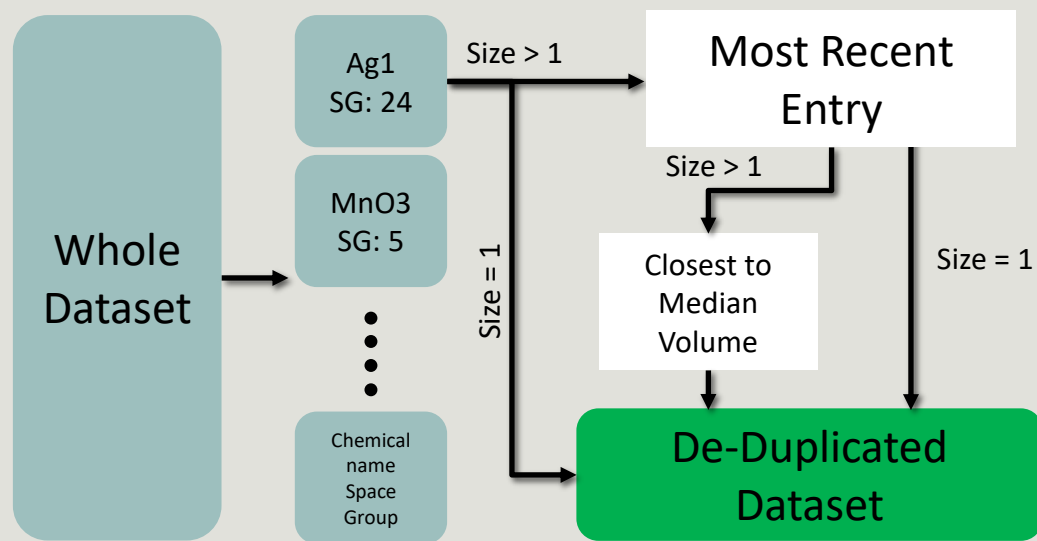 Whole
Dataset
Ag1
SG: 24
MnO3
SG: 5
Chemical
name
Space
Group
Size > 1
Size = 1
Most Recent
Entry
Size > 1
Size = 1
Closest to
Median
Volume
De-Duplicated
Dataset